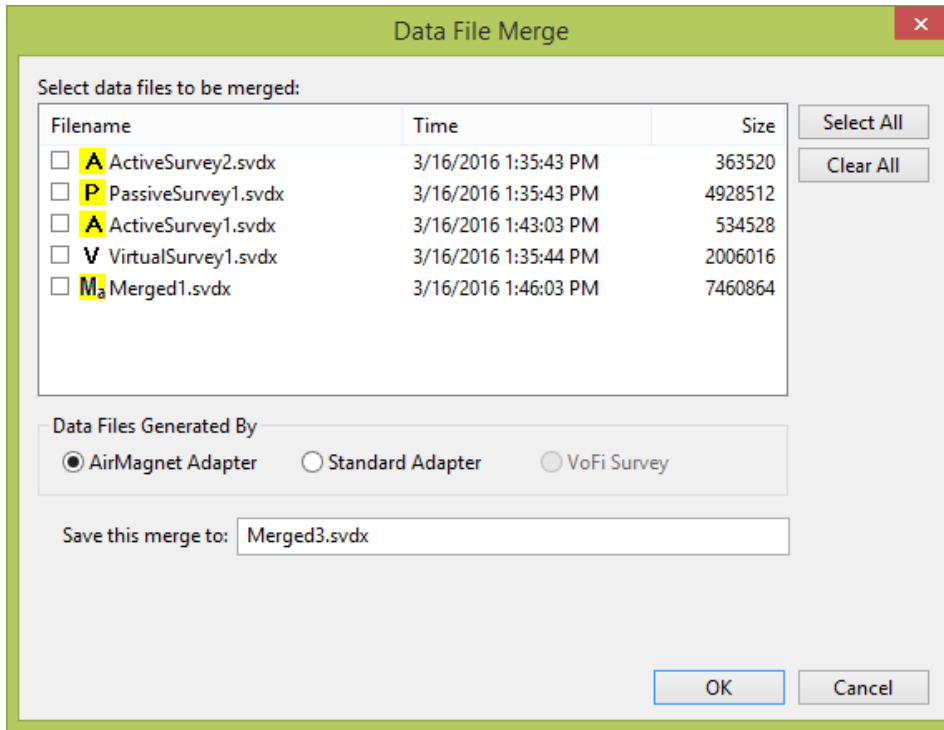 Data File Merge
Select data files to be merged:
Filename Time Size
A ActiveSurvey2.svdx 3/16/2016 1:35:43 PM 363520
P PassiveSurvey1.svdx 3/16/2016 1:35:43 PM 4928512
A ActiveSurvey1.svdx 3/16/2016 1:43:03 PM 534528
V VirtualSurvey1.svdx 3/16/2016 1:35:44 PM 2006016
Ma Merged1.svdx 3/16/2016 1:46:03 PM 7460864
Select All
Clear All
Data Files Generated By
AirMagnet Adapter Standard Adapter VoFi Survey
Save this merge to: Merged3.svdx
OK Cancel